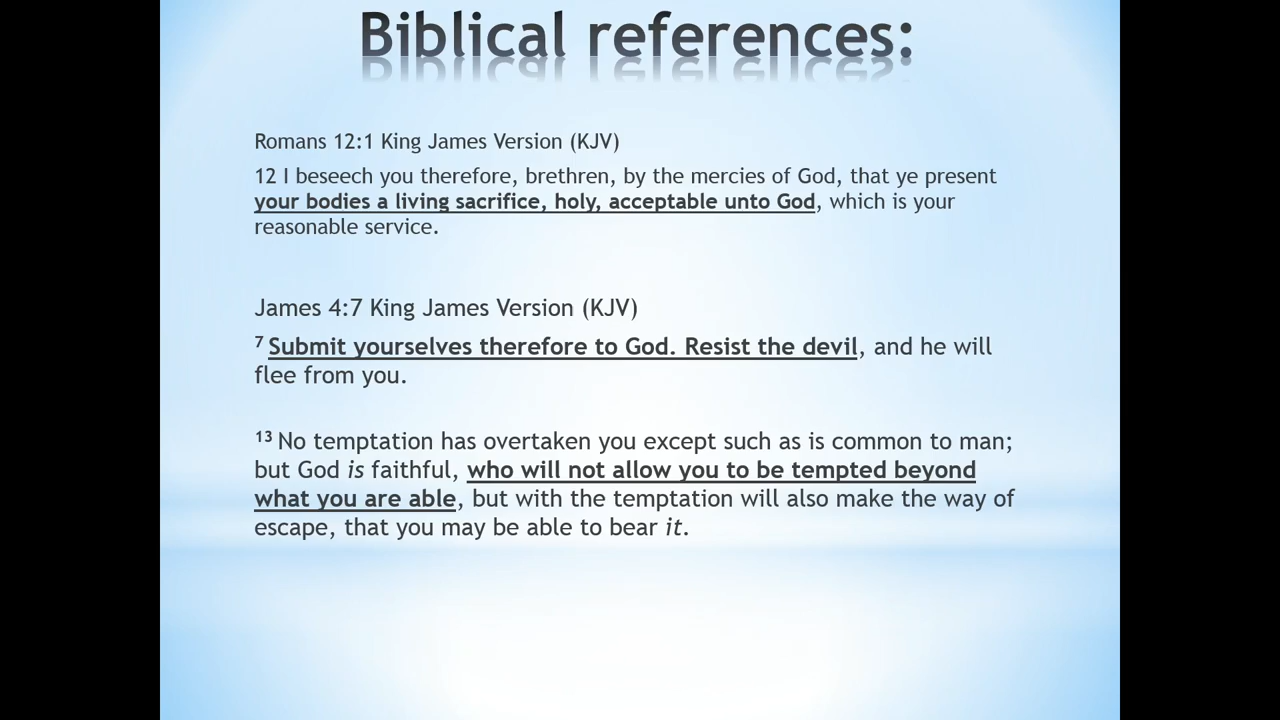 Biblical references:
Romans 12:1 King James Version (KJV)
12 I beseech you therefore, brethren, by the mercies of God, that ye present
your bodies a living sacrifice, holy, acceptable unto God, which is your
reasonable service.
James 4:7 King James Version (KJV)
7 Submit yourselves therefore to God. Resist the devil, and he will
flee from you.
13 No temptation has overtaken you except such as is common to man;
but God is faithful, who will not allow you to be tempted beyond
what you are able, but with the temptation will also make the way of
escape, that you may be able to bear it.